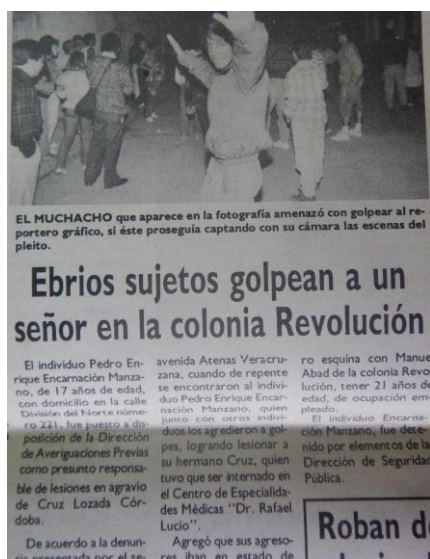 EL MUCHACHO que aparece en la fotografía amenazó con golpear al re-
portero gráfico, si éste proseguía captando con su cámara las escenas del
pleito.
Ebrios sujetos golpean a un
señor en la colonia Revolución
El individuo Pedro En-
rique Encarnación Manza-
no, de 17 años de edad,
con domicilio en la calle
División del Norte núme-
ro 221, fue puesto a dis-
posición de la Dirección
de Averiguaciones Previas
como presunto responsa-
ble de lesiones en agravio
de Cruz Lozada Cór-
doba.
De acuerdo a la denun-
cia presentada por el se-
avenida Atenas Veracru-
zana, cuando de repente
se encontraron al indivi-
duo Pedro Enrique Encar-
nación Manzano, quien
junto con otros indivi-
duos los agredieron a gol-
pes, logrando lesionar a
su hermano Cruz, quien
tuvo que ser internado en
el Centro de Especialida-
des Médicas "Dr. Rafael
Lucio".
Agregó que sus agreso-
res iban en estado de
ro esquina con Manue
Abad de la colonia Revo
lución, tener 21 años de
edad, de ocupación em-
pleado.
El individuo Encarna-
ción Manzano, fue dete-
nido por elementos de la
Dirección de Seguridad
Pública.
Roban d